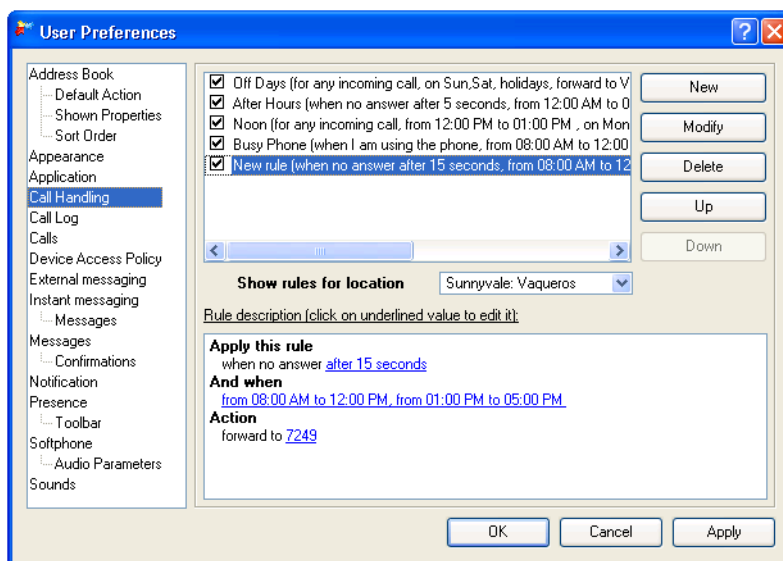 User Preferences
Address Book
Default Action
Shown Properties
Sort Order
Appearance
Application
Call Handling
Call Log
Calls
Device Access Policy
External messaging
Instant messaging
Messages
Messages
Confirmations
Notification
Presence
Toolbar
Softphone
Audio Parameters
Sounds
Off Days (for any incoming call, on Sun,Sat, holidays, forward to V
After Hours (when no answer after 5 seconds, from 12:00 AM to 0
Noon (for any incoming call, from 12:00 PM to 01:00 PM , on Mon
Busy Phone (when I am using the phone, from 08:00 AM to 12:00
New rule (when no answer after 15 seconds, from 08:00 AM to 12
New
Modify
Delete
Up
Down
Show rules for location
Sunnyvale: Vaqueros
Rule description (click on underlined value to edit it):
Apply this rule
when no answer after 15 seconds
And when
from 08:00 AM to 12:00 PM, from 01:00 PM to 05:00 PM
Action
forward to 7249
OK
Cancel
Apply